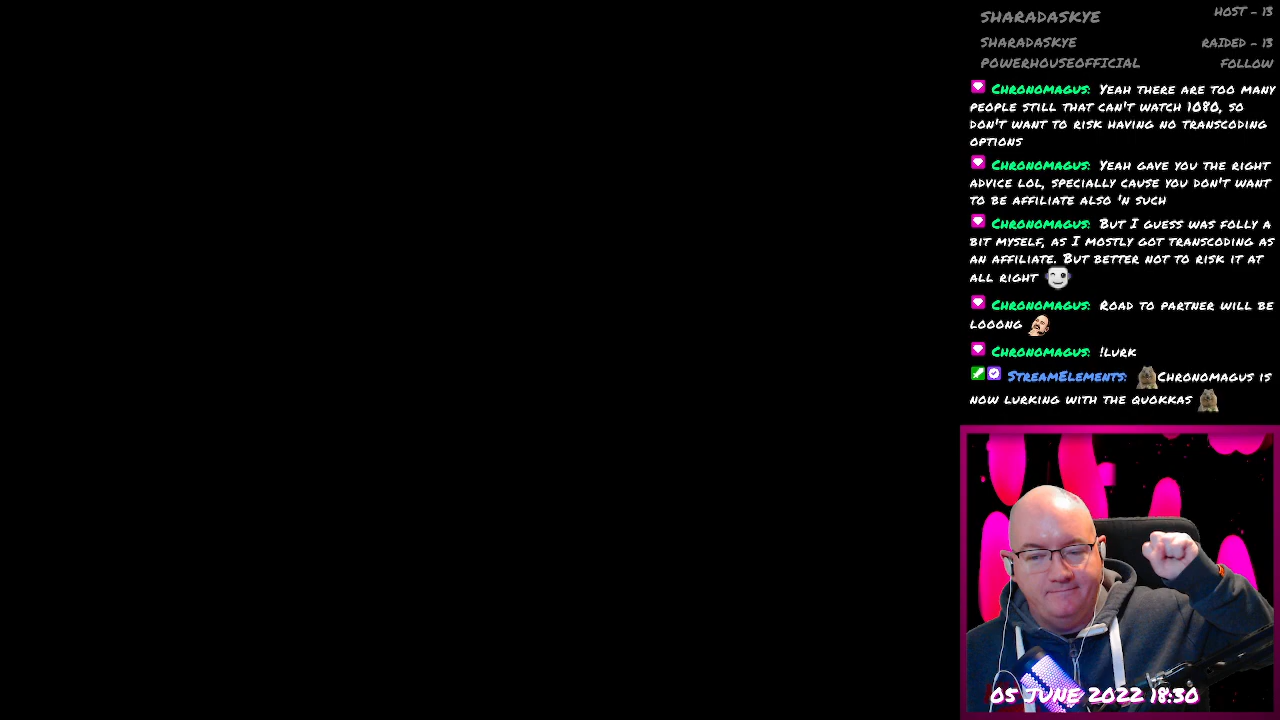 SHARADASKYE HOST - 13
SHARADASKYE RAIDED - 13
POWERHOUSEOFFICIAL FOLLOW
CHRONOMAGUS: YEAH THERE ARE TOO MANY
PEOPLE STILL THAT CAN'T WATCH 1080, SO
DON'T WANT TO RISK HAVING NO TRANSCODING
OPTIONS
CHRONOMAGUS: YEAH GAVE YOU THE RIGHT
ADVICE LOL, SPECIALLY CAUSE YOU DON'T WANT
TO BE AFFILIATE ALSO 'N SUCH
CHRONOMAGUS: BUT I GUESS WAS FOLLY A
BIT MYSELF, AS I MOSTLY GOT TRANSCODING AS
AN AFFILIATE. BUT BETTER NOT TO RISK IT AT
ALL RIGHT
CHRONOMAGUS: ROAD TO PARTNER WILL BE
LOOONG
CHRONOMAGUS: !LURK
STREAMELEMENTS: CHRONOMAGUS IS
NOW LURKING WITH THE QUOKKAS
05 JUNE 2022 18:30